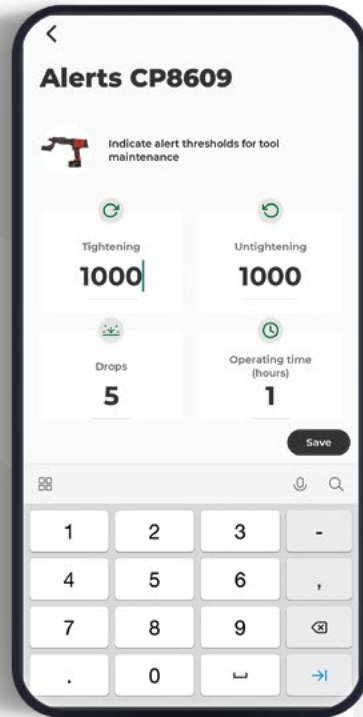 Alerts CP8609
Indicate alert thresholds for tool
maintenance
Tightening
1000
Untightening
1000
Drops
5
Operating time
(hours)
1
Save
1
2
3
-
4
5
6
,
7
8
9
.
0